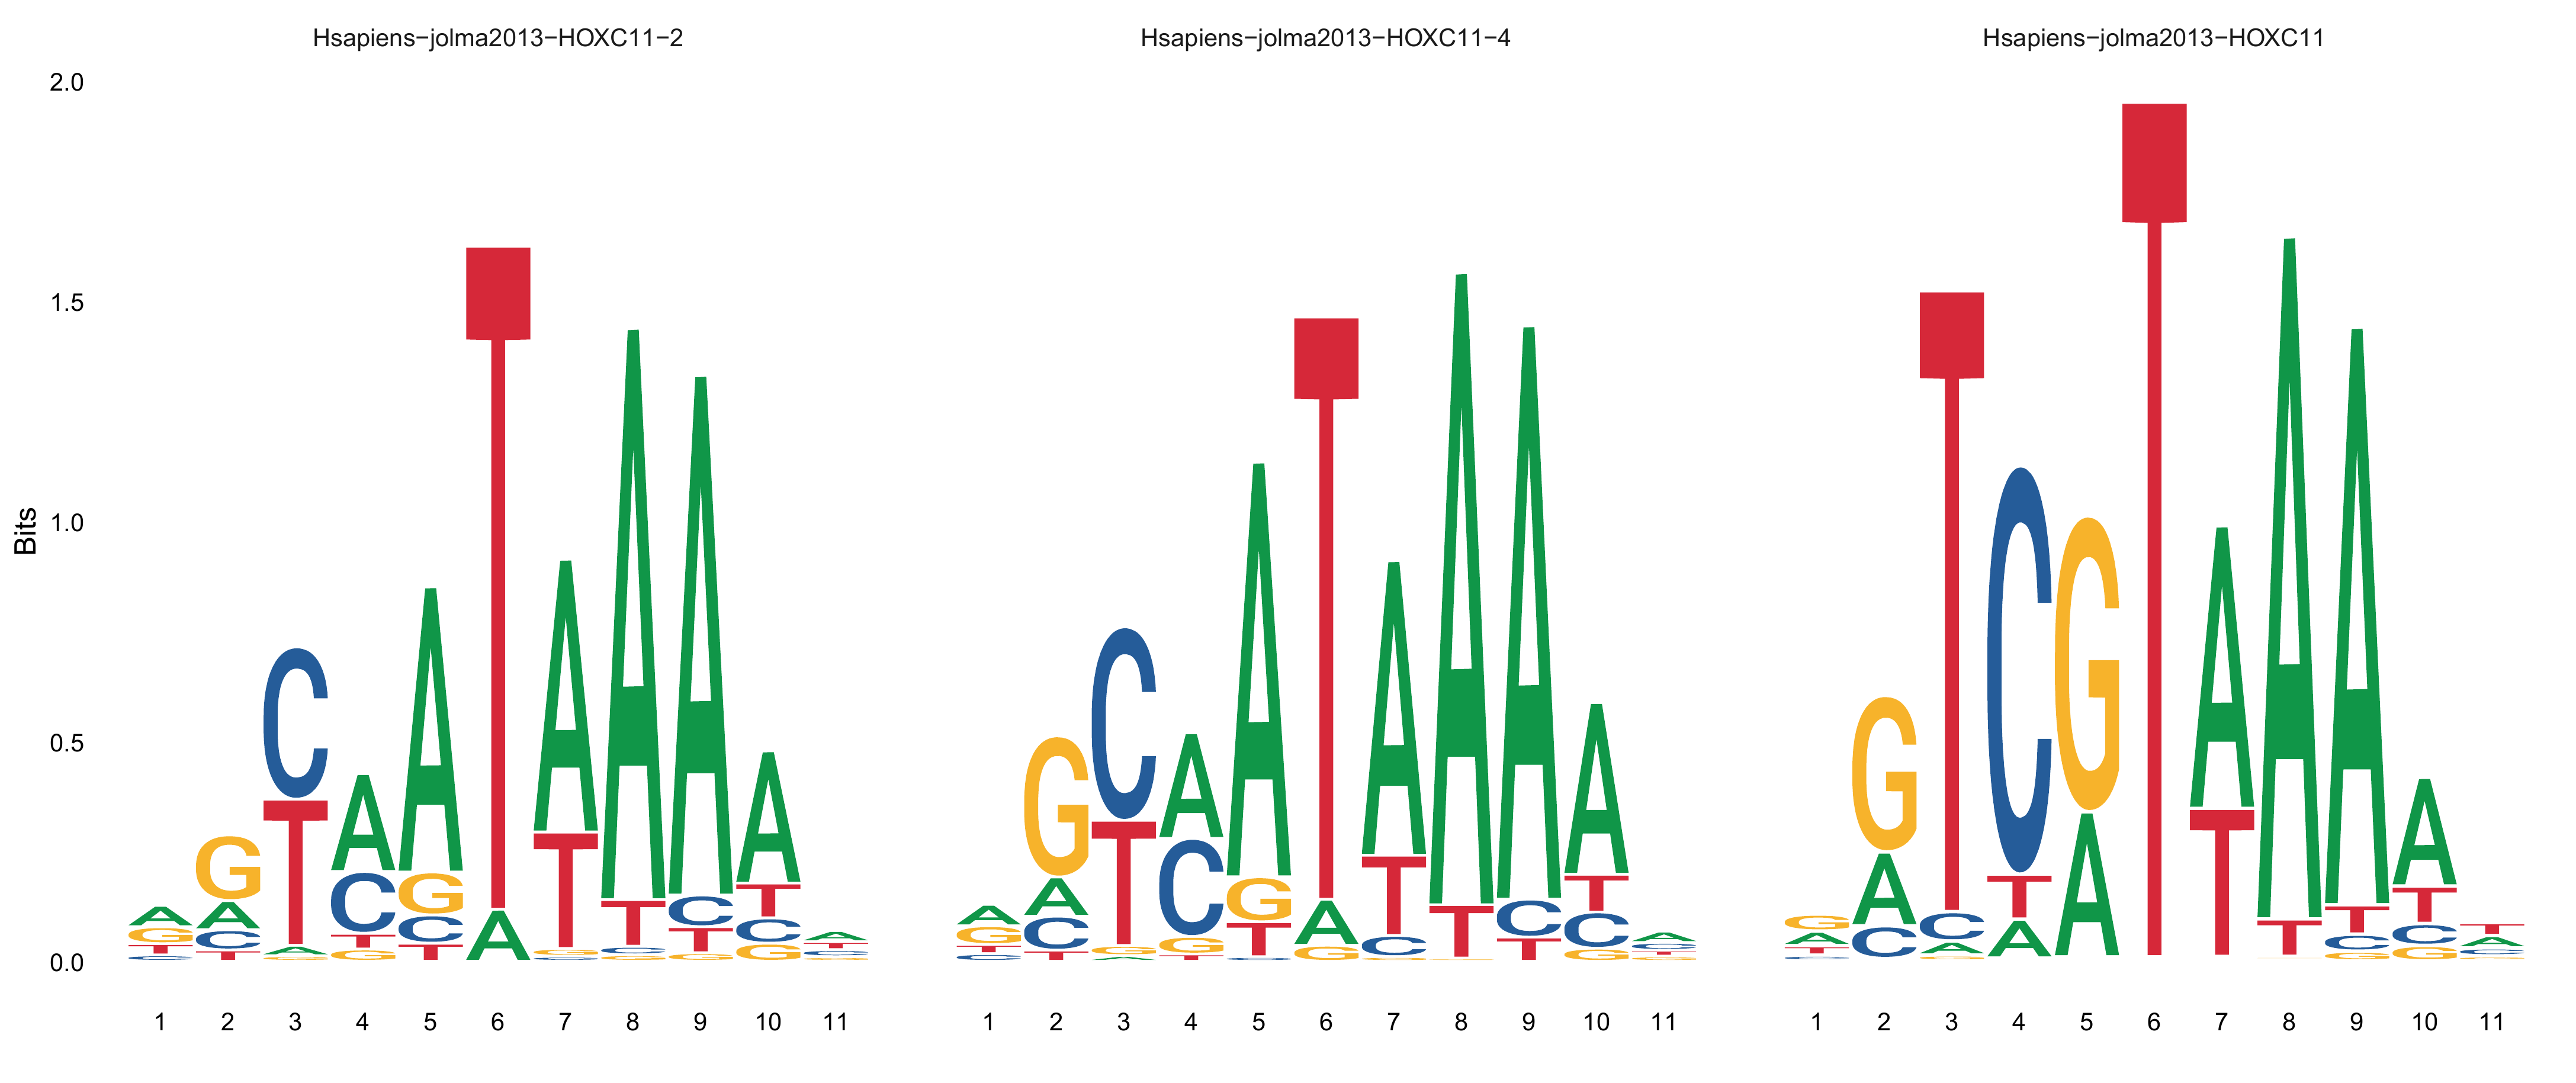 Hsapiens−jolma2013−HOXC11−2
Hsapiens−jolma2013−HOXC11−4
Hsapiens−jolma2013−HOXC11
2.0
1.5
1.0
0.5
0.0
Bits
1 2 3 4 5 6 7 8 9 10 11
1 2 3 4 5 6 7 8 9 10 11
1 2 3 4 5 6 7 8 9 10 11